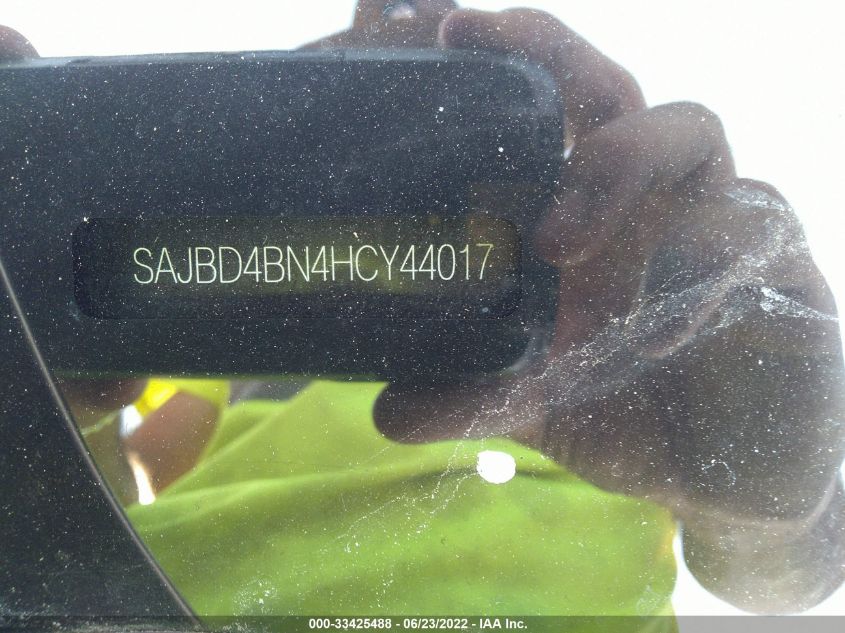 SAJBD4BN4HCY44017
000-33425488 - 06/23/2022 - IAA Inc.